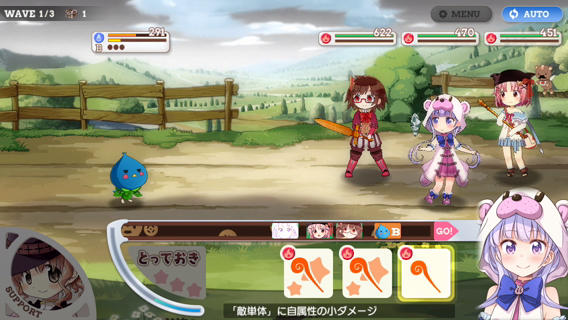 WAVE 1/3 1
MENU
AUTO
291
B
622
470
451
B
GO!
とっておき
SUPPORT
「敵単体」に自属性の小ダメージ